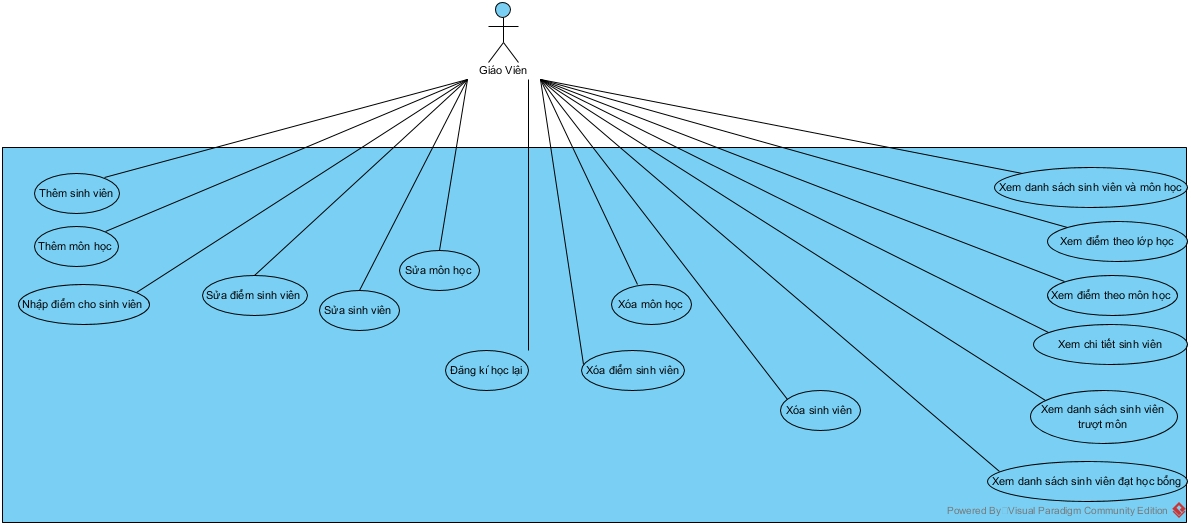 Giáo Viên
Thêm sinh viên
Xem danh sách sinh viên và môn học
Thêm môn học
Xem điểm theo lớp học
Sửa môn học
Nhập điểm cho sinh viên
Sửa điểm sinh viên
Sửa sinh viên
Xóa môn học
Xem điểm theo môn học
Xem chi tiết sinh viên
Đăng kí học lại
Xóa điểm sinh viên
Xóa sinh viên
Xem danh sách sinh viên
trượt môn
Xem danh sách sinh viên đạt học bổng
Powered By Visual Paradigm Community Edition